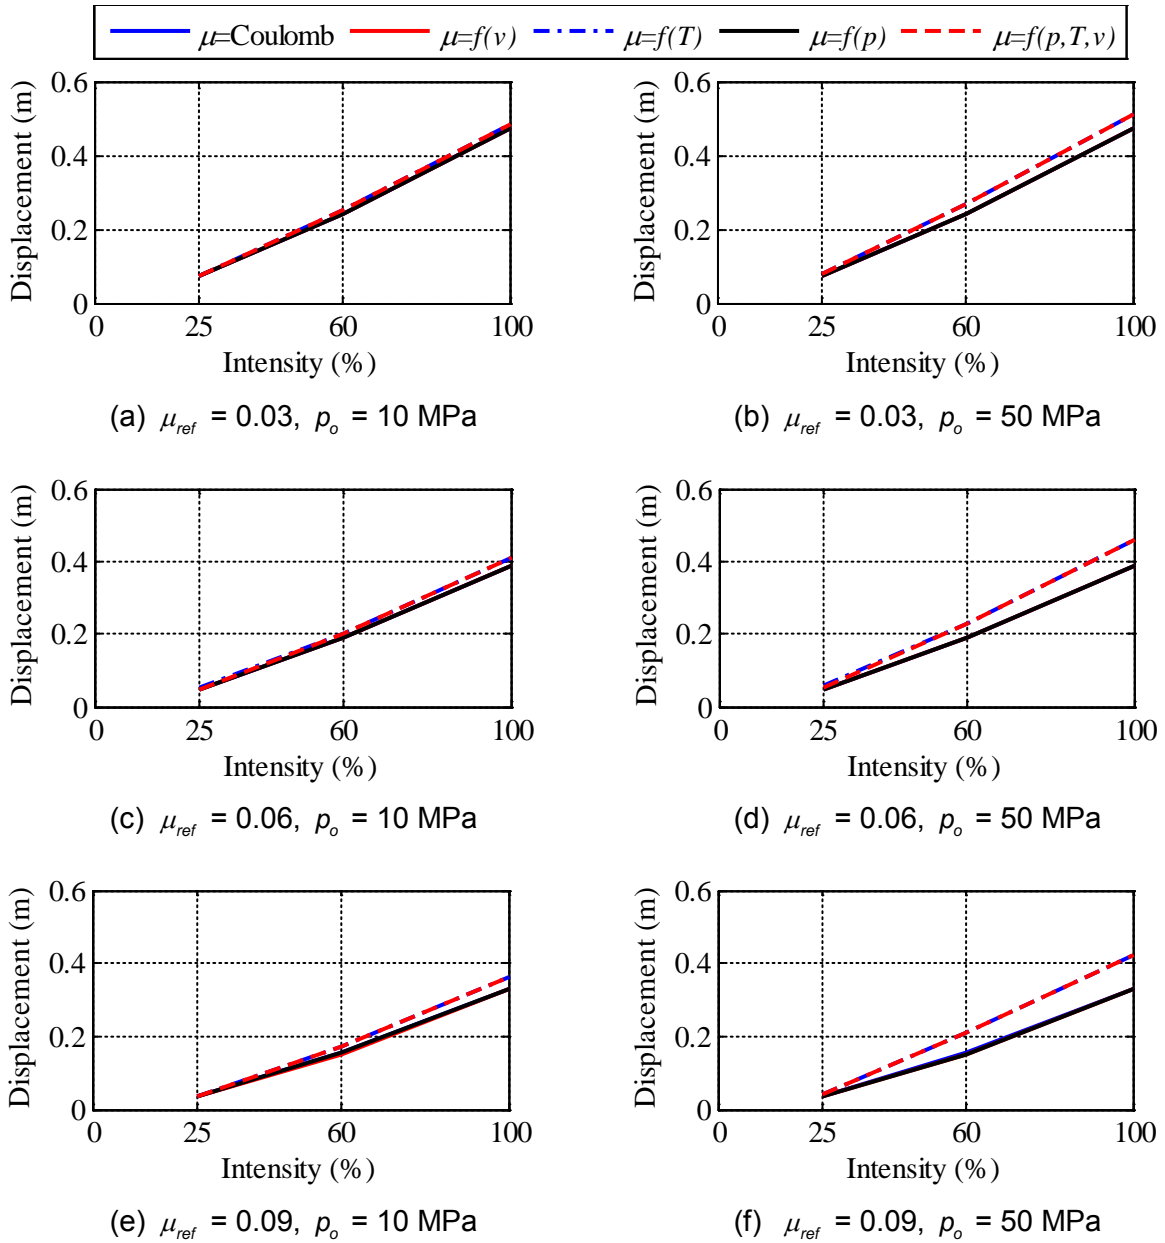 μ=Coulomb μ=f(v) μ=f(T) μ=f(p) μ=f(p,T,v)
0.6
0.4
0.2
0
Displacement (m)
0 25 60 100
Intensity (%)
(a) μref = 0.03, po = 10 MPa
0.6
0.4
0.2
0
Displacement (m)
0 25 60 100
Intensity (%)
(b) μref = 0.03, po = 50 MPa
0.6
0.4
0.2
0
Displacement (m)
0 25 60 100
Intensity (%)
(c) μref = 0.06, po = 10 MPa
0.6
0.4
0.2
0
Displacement (m)
0 25 60 100
Intensity (%)
(d) μref = 0.06, po = 50 MPa
0.6
0.4
0.2
0
Displacement (m)
0 25 60 100
Intensity (%)
(e) μref = 0.09, po = 10 MPa
0.6
0.4
0.2
0
Displacement (m)
0 25 60 100
Intensity (%)
(f) μref = 0.09, po = 50 MPa